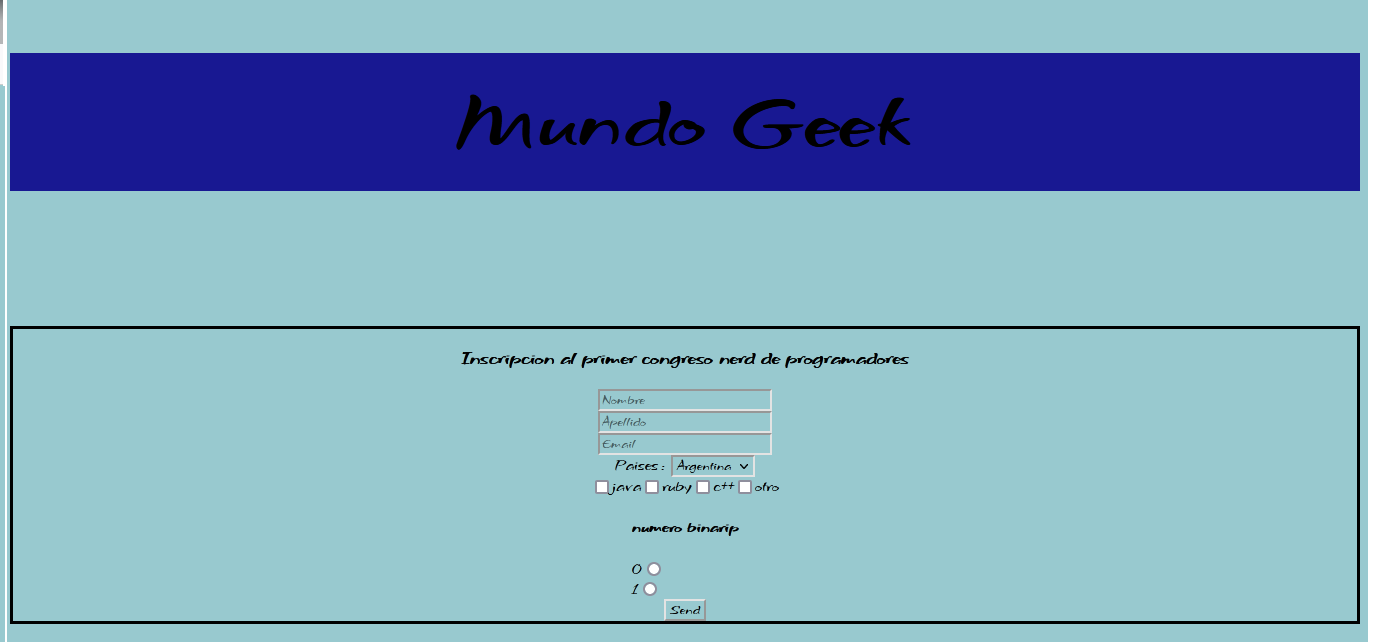 Mundo Geek
Inscripcion al primer congreso nerd de programadores
Nombre
Apellido
Email
Paises: Argentina
java ruby c++ otro
numero binarip
0
1
Send